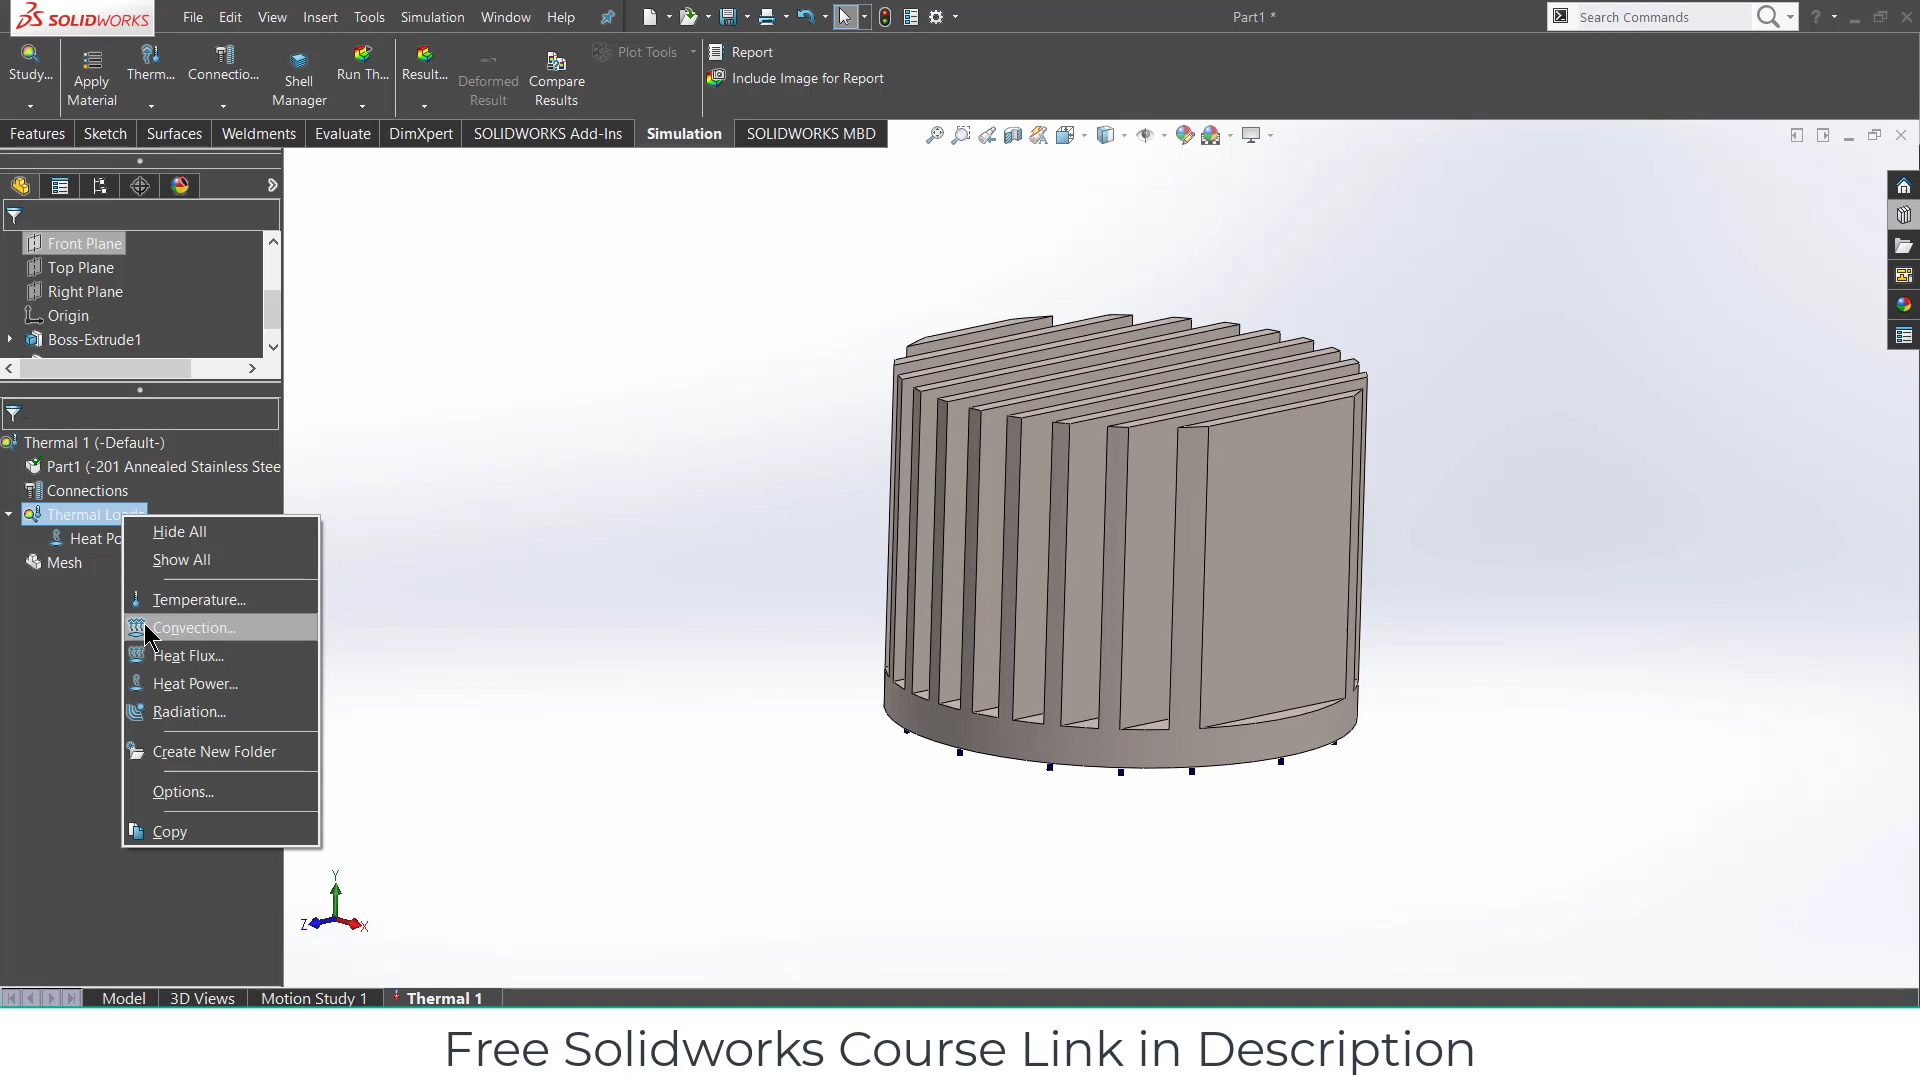 SOLIDWORKS
File Edit View Insert Tools Simulation Window Help
Part1 *
Search Commands
Study...
Apply Material
Therm...
Connectio...
Shell Manager
Run Th...
Result...
Deformed Result
Compare Results
Plot Tools
Report
Include Image for Report
Features Sketch Surfaces Weldments Evaluate DimXpert SOLIDWORKS Add-Ins Simulation SOLIDWORKS MBD
Front Plane
Top Plane
Right Plane
Origin
Boss-Extrude1
Thermal 1 (-Default-)
Part1 (-201 Annealed Stainless Stee
Connections
Thermal Loads
Heat Po
Mesh
Hide All
Show All
Temperature...
Convection...
Heat Flux...
Heat Power...
Radiation...
Create New Folder
Options...
Copy
Y
Z
X
Model 3D Views Motion Study 1 Thermal 1
Free Solidworks Course Link in Description